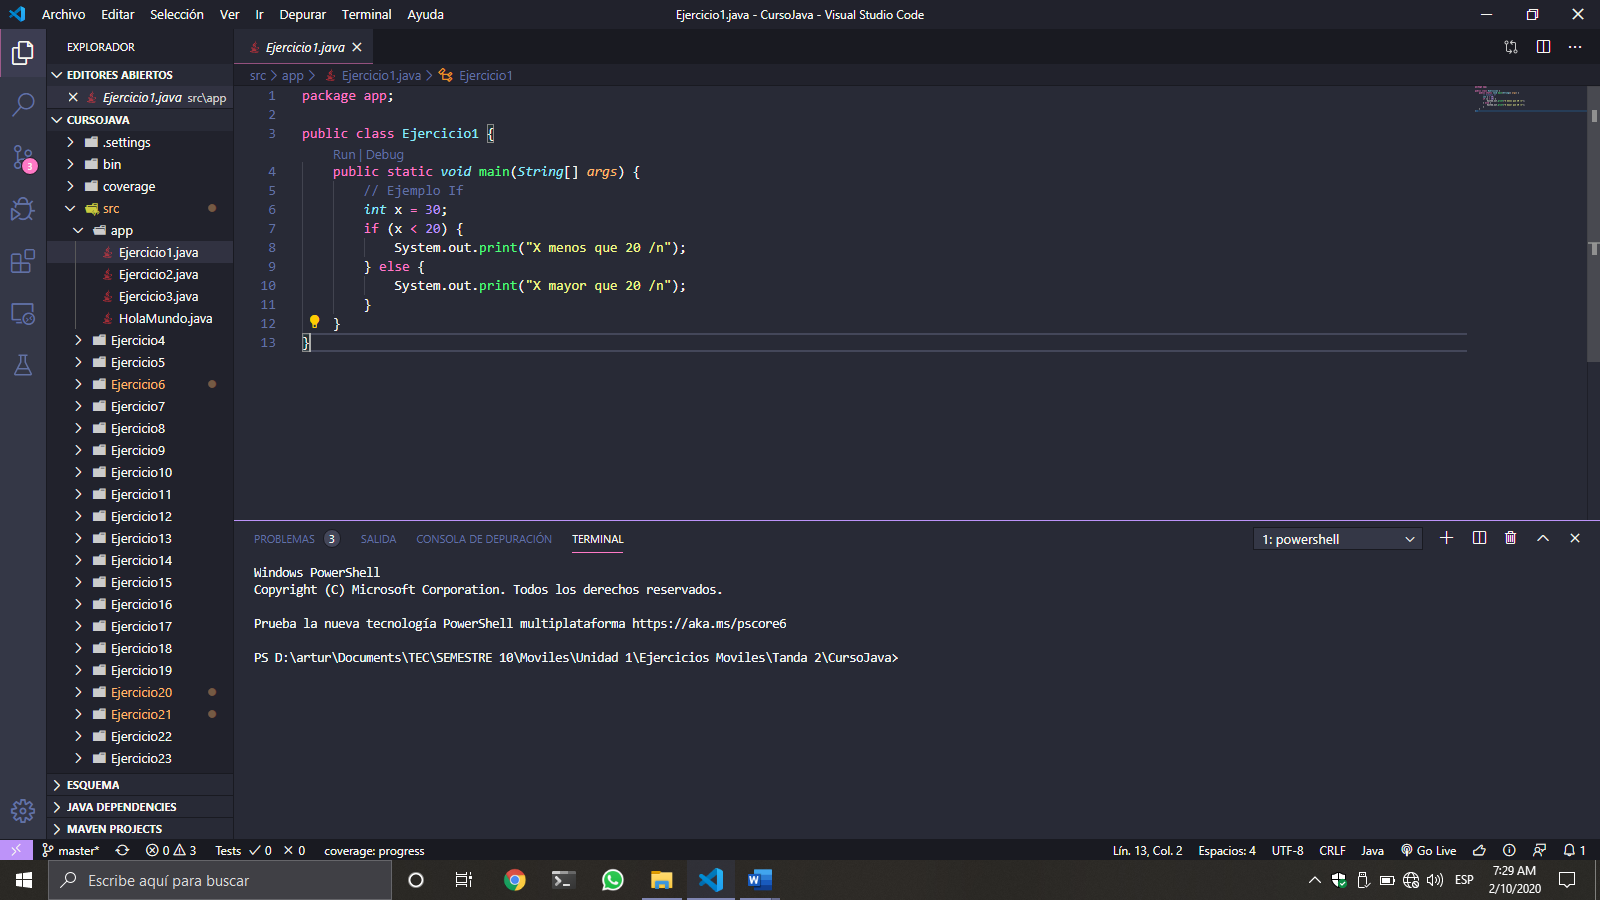 Archivo Editar Selección Ver Ir Depurar Terminal Ayuda
Ejercicio1.java - CursoJava - Visual Studio Code
EXPLORADOR
EDITORES ABIERTOS
Ejercicio1.java src\app
CURSOJAVA
.settings
bin
coverage
src
app
Ejercicio1.java
Ejercicio2.java
Ejercicio3.java
HolaMundo.java
Ejercicio4
Ejercicio5
Ejercicio6
Ejercicio7
Ejercicio8
Ejercicio9
Ejercicio10
Ejercicio11
Ejercicio12
Ejercicio13
Ejercicio14
Ejercicio15
Ejercicio16
Ejercicio17
Ejercicio18
Ejercicio19
Ejercicio20
Ejercicio21
Ejercicio22
Ejercicio23
ESQUEMA
JAVA DEPENDENCIES
MAVEN PROJECTS
3
Ejercicio1.java
src > app > Ejercicio1.java > Ejercicio1
1 package app;
2
3 public class Ejercicio1 {
Run | Debug
4 public static void main(String[] args) {
5 // Ejemplo If
6 int x = 30;
7 if (x < 20) {
8 System.out.print("X menos que 20 /n");
9 } else {
10 System.out.print("X mayor que 20 /n");
11 }
12 }
13 }
PROBLEMAS 3 SALIDA CONSOLA DE DEPURACIÓN TERMINAL
1: powershell
Windows PowerShell
Copyright (C) Microsoft Corporation. Todos los derechos reservados.
Prueba la nueva tecnología PowerShell multiplataforma https://aka.ms/pscore6
PS D:\artur\Documents\TEC\SEMESTRE 10\Moviles\Unidad 1\Ejercicios Moviles\Tanda 2\CursoJava>
master* 0 3 Tests 0 0 coverage: progress
Lín. 13, Col. 2 Espacios: 4 UTF-8 CRLF Java Go Live 1
Escribe aquí para buscar
ESP
7:29 AM
2/10/2020